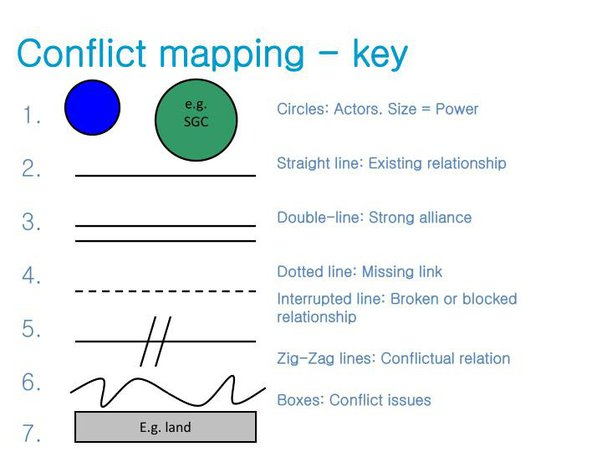 Conflict mapping – key
1.
e.g.
SGC
Circles: Actors. Size = Power
2.
Straight line: Existing relationship
3.
Double-line: Strong alliance
4.
Dotted line: Missing link
Interrupted line: Broken or blocked
relationship
5.
Zig-Zag lines: Conflictual relation
6.
Boxes: Conflict issues
7.
E.g. land